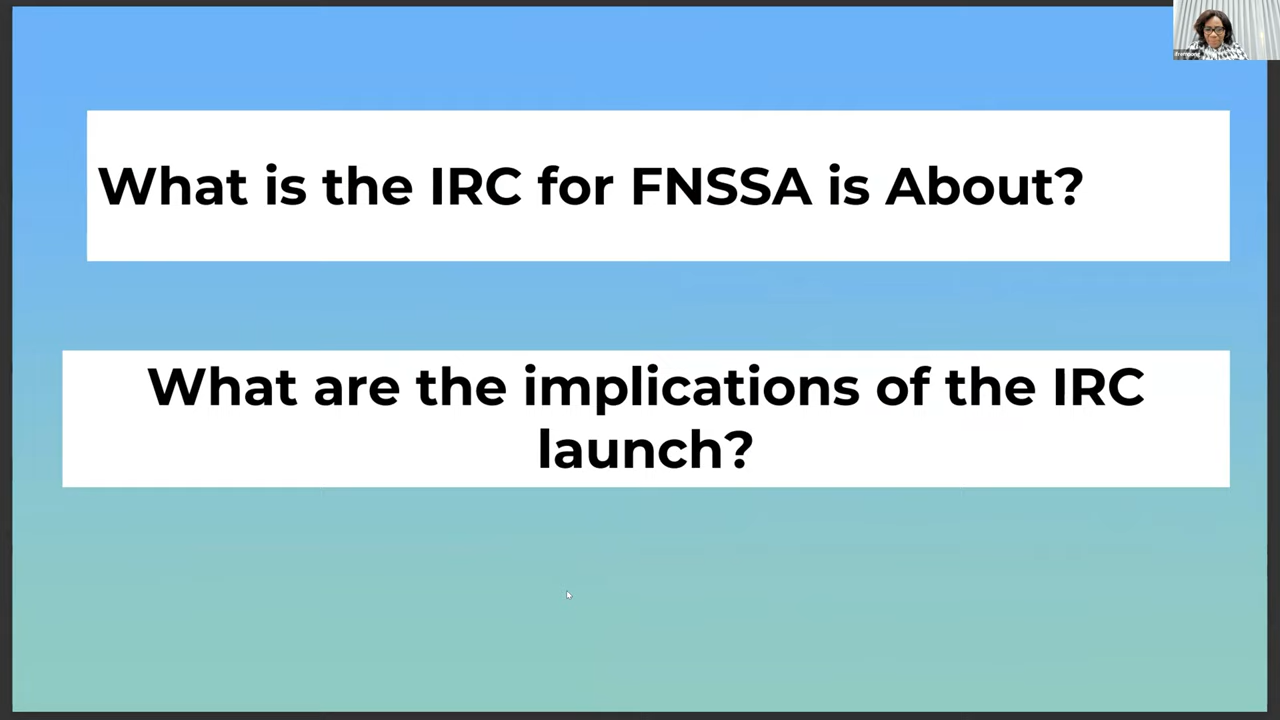 What is the IRC for FNSSA is About?
What are the implications of the IRC
launch?